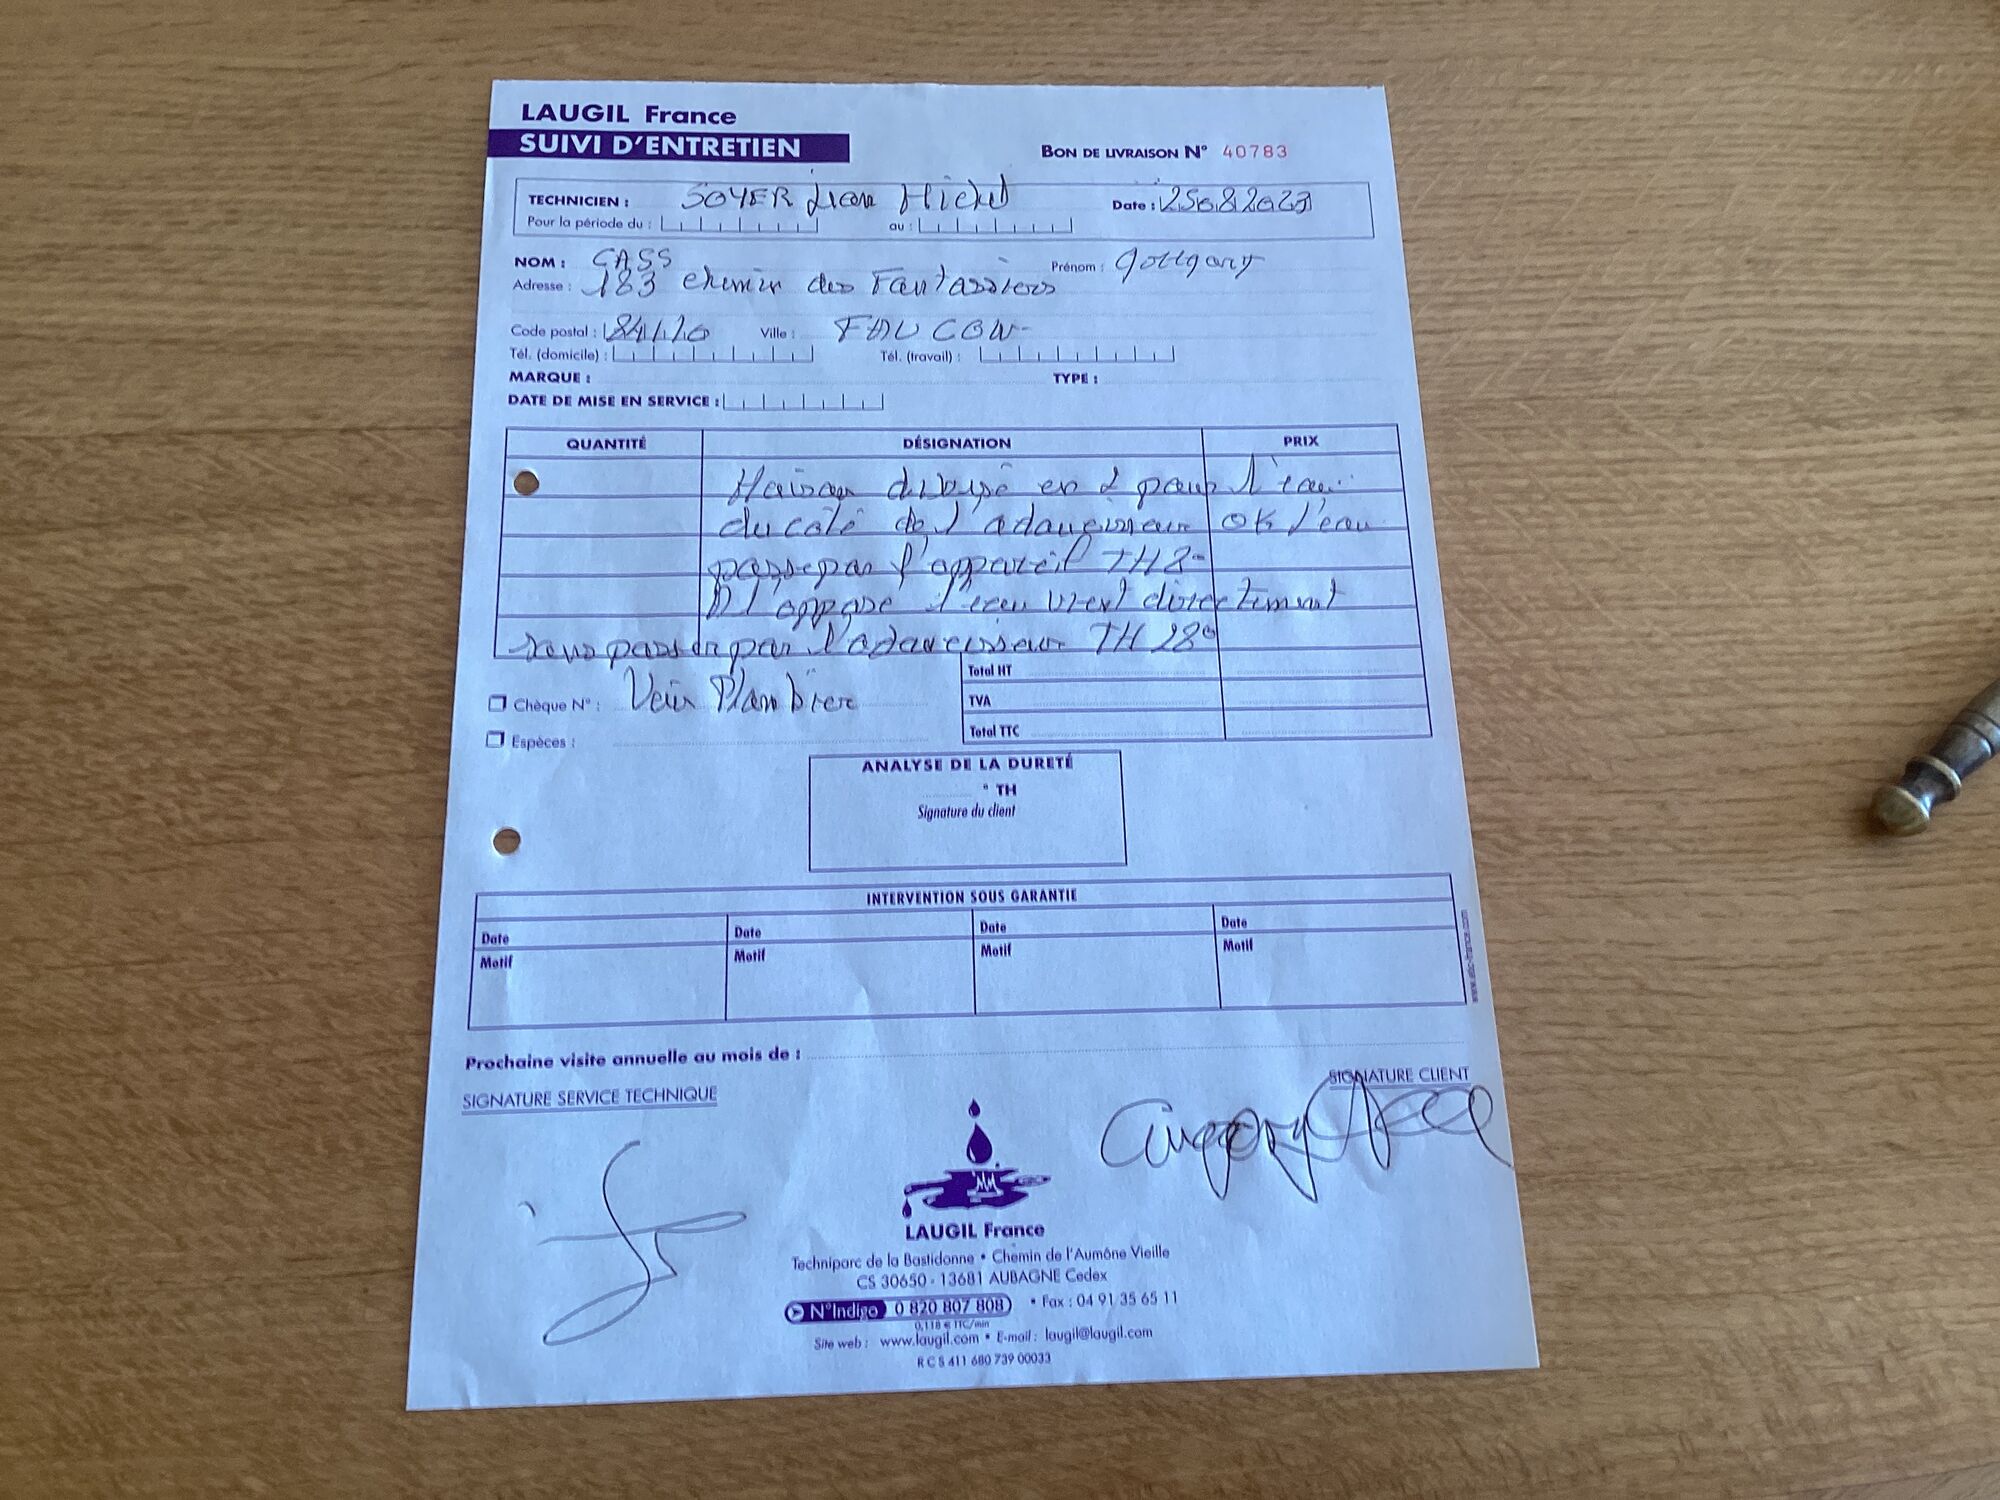 LAUGIL France
SUIVI D'ENTRETIEN
BON DE LIVRAISON N° 40783
TECHNICIEN : SOYER Jean Michel Date : 25082023
Pour la période du : au :
NOM : CASS Prénom :
Adresse : 183 chemin des Fantassiers
Code postal : 84110 Ville : FAUCON
Tél. (domicile) : Tél. (travail) :
MARQUE : TYPE :
DATE DE MISE EN SERVICE :
QUANTITÉ DÉSIGNATION PRIX
Maison divisé en 2 pour l'eau
du coté de l'adoucisseur OK l'eau
passe par l'appareil TH 8°
A l'opposé l'eau vient directement
sans passer par l'adoucisseur TH 28°
Total HT
Chèque N° : Voir Plombier
TVA
Total TTC
Espèces :
ANALYSE DE LA DURETÉ
° TH
Signature du client
INTERVENTION SOUS GARANTIE
Date Date Date Date
Motif Motif Motif Motif
Prochaine visite annuelle au mois de :
SIGNATURE SERVICE TECHNIQUE SIGNATURE CLIENT
LAUGIL France
Techniparc de la Bastidonne • Chemin de l'Aumône Vieille
CS 30650 - 13681 AUBAGNE Cedex
N°Indigo 0 820 807 808 • Fax : 04 91 35 65 11
0,118 € TTC/min
Site web : www.laugil.com • E-mail : laugil@laugil.com
R C S 411 680 739 00033